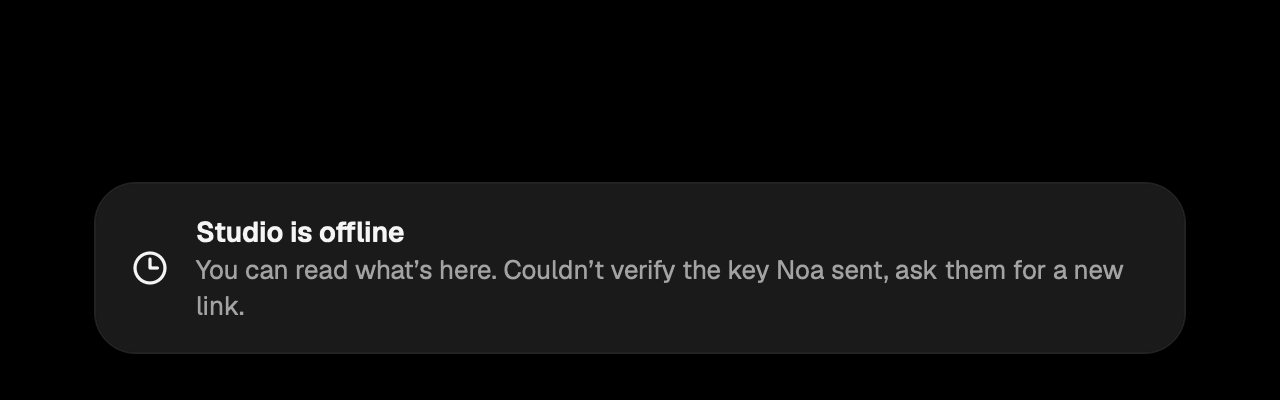 Studio is offline
You can read what’s here. Couldn’t verify the key Noa sent, ask them for a new
link.